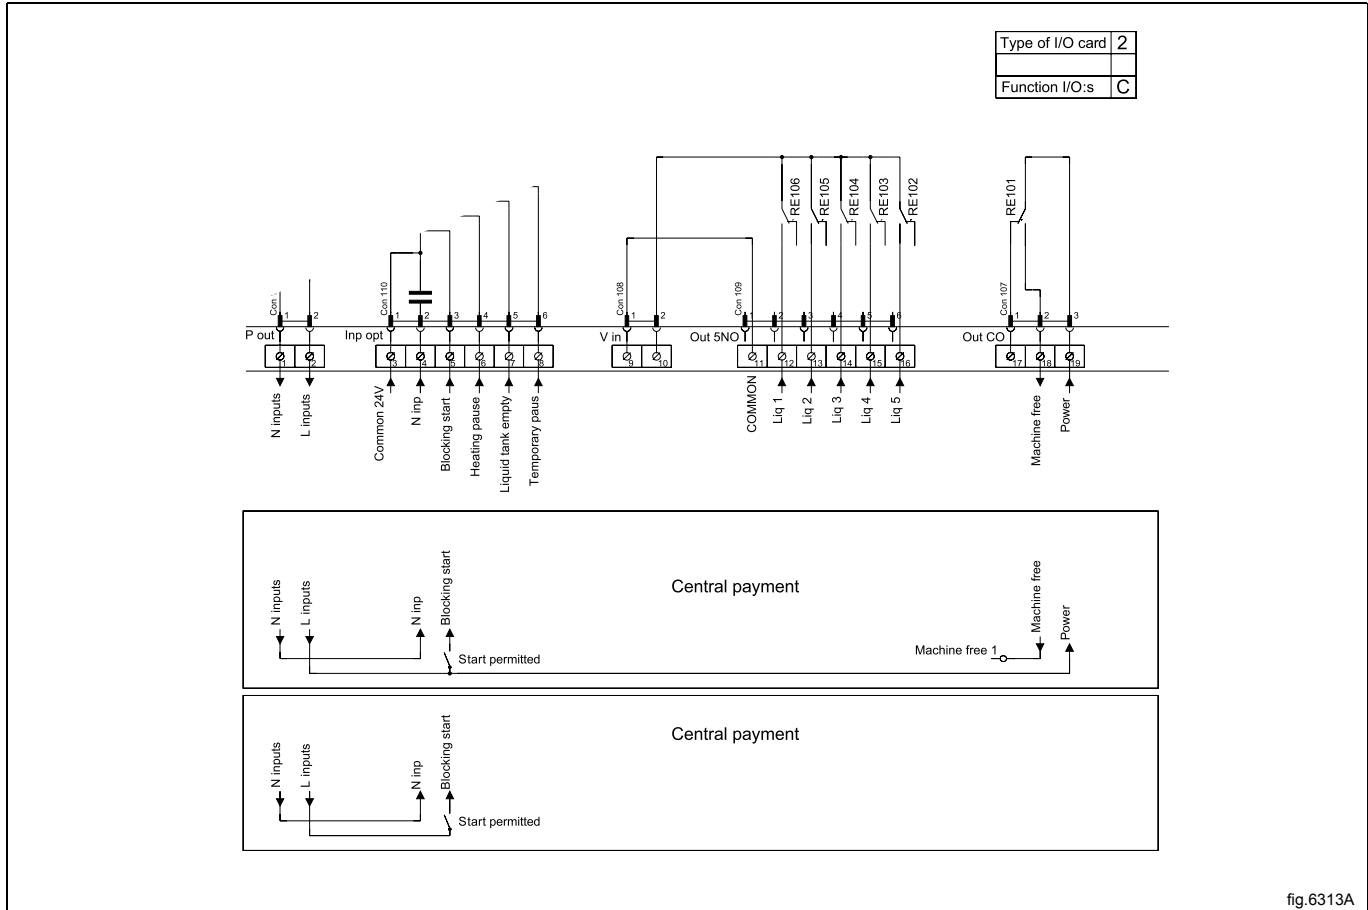 Type of I/O card 2
Function I/O:s C
RE106 RE105 RE104 RE103 RE102 RE101
Con Con 110 Con 108 Con 109 Con 107
1 2 1 2 3 4 5 6 1 2 1 2 3 4 5 6 1 2 3
P out Inp opt V in Out 5NO Out CO
1 2 3 4 5 6 7 8 9 10 11 12 13 14 15 16 17 18 19
N inputs
L inputs
Common 24V
N inp
Blocking start
Heating pause
Liquid tank empty
Temporary paus
COMMON
Liq 1
Liq 2
Liq 3
Liq 4
Liq 5
Machine free
Power
Central payment
N inputs
L inputs
N inp
Blocking start
Start permitted
Machine free 1
Machine free
Power
Central payment
N inputs
L inputs
N inp
Blocking start
Start permitted
fig.6313A